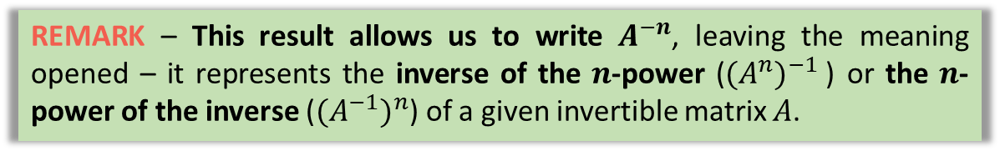 REMARK – This result allows us to write A⁻ⁿ, leaving the meaning
opened – it represents the inverse of the n-power ((Aⁿ)⁻¹ ) or the n-
power of the inverse ((A⁻¹)ⁿ) of a given invertible matrix A.